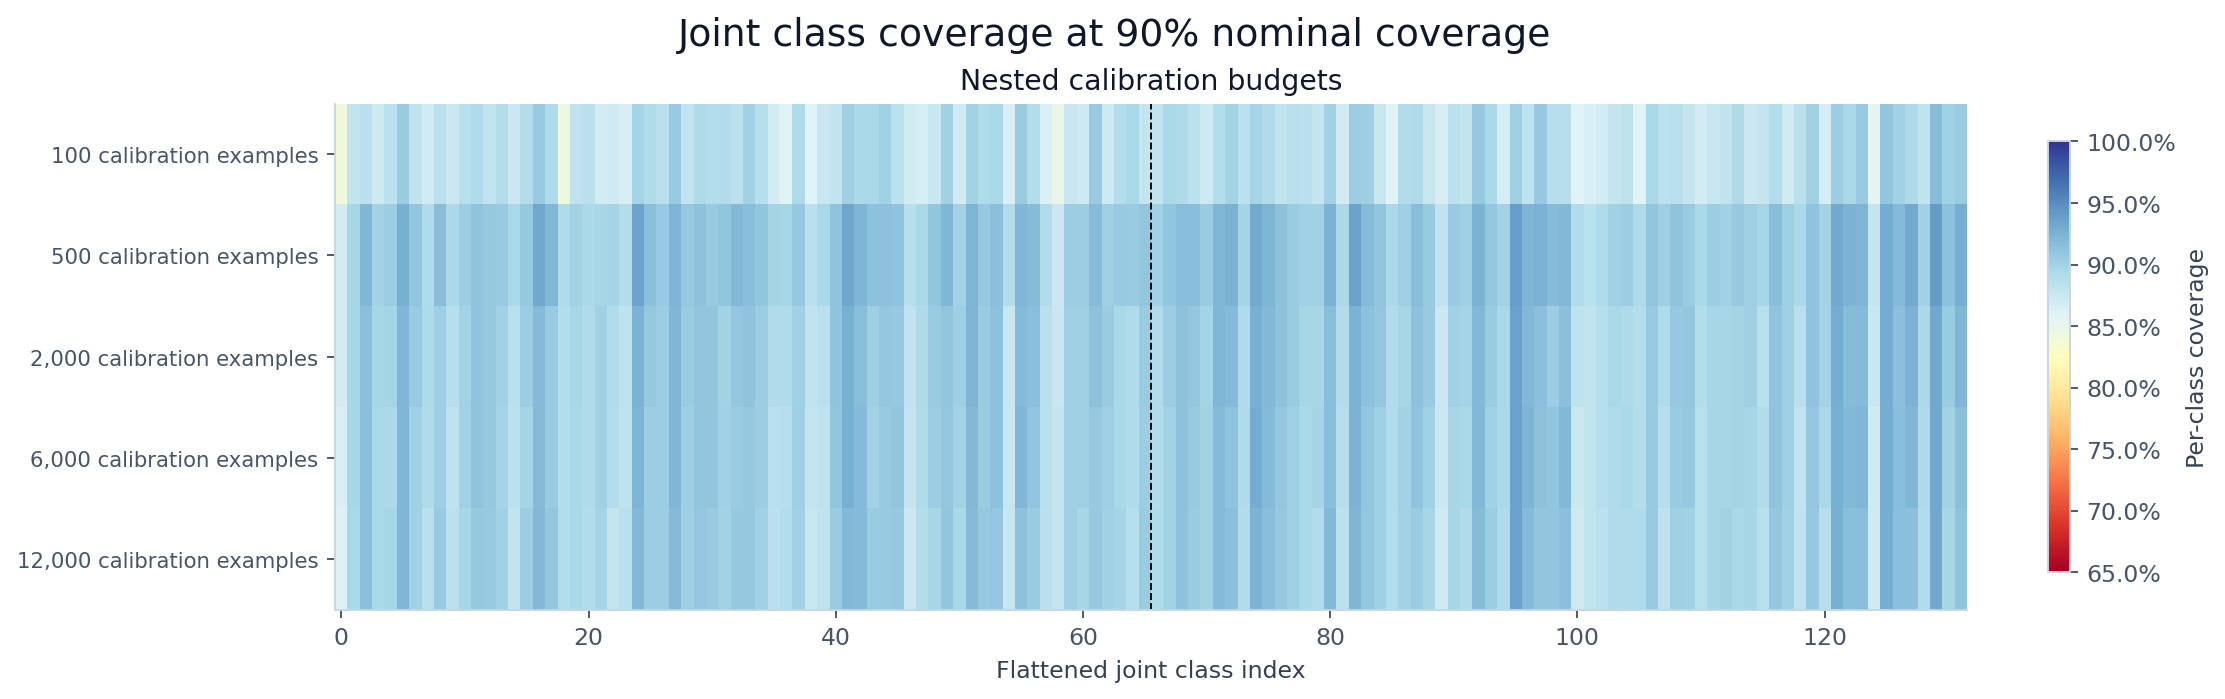 Joint class coverage at 90% nominal coverage
Nested calibration budgets
100 calibration examples
500 calibration examples
2,000 calibration examples
6,000 calibration examples
12,000 calibration examples
0 20 40 60 80 100 120
Flattened joint class index
100.0%
95.0%
90.0%
85.0%
80.0%
75.0%
70.0%
65.0%
Per-class coverage